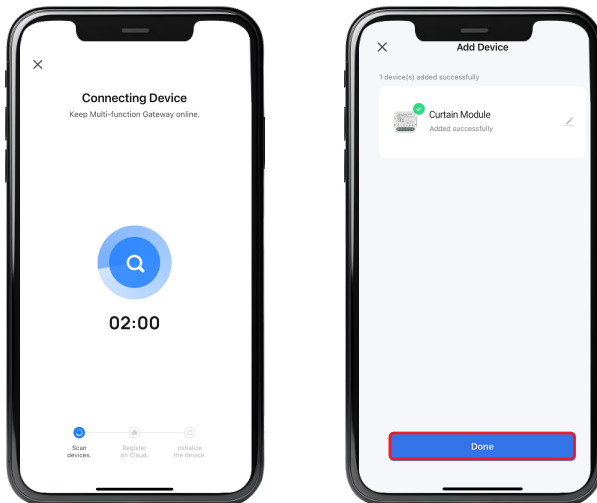 Connecting Device
Keep Multi-function Gateway online.
02:00
Scan
devices.
Register
on Cloud.
Initialize
the device.
Add Device
1 device(s) added successfully
Curtain Module
Added successfully
Done